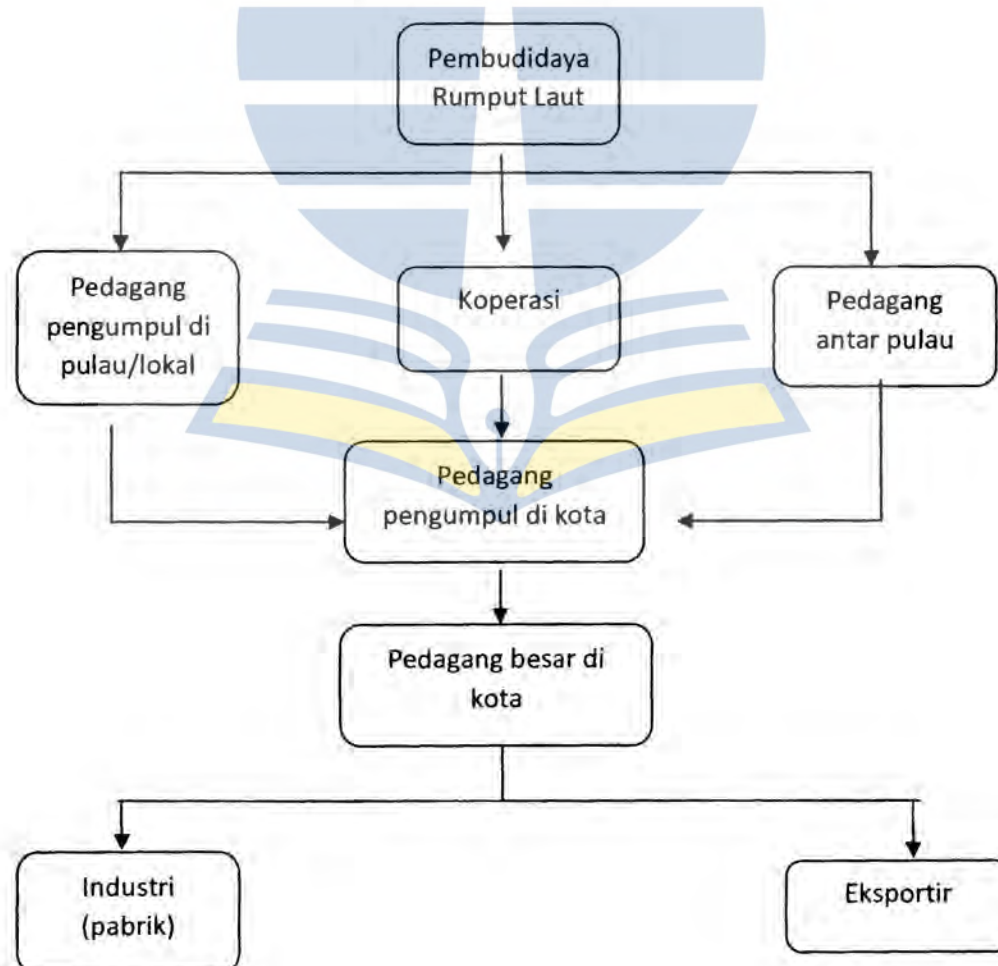 Pembudidaya
Rumput Laut
Pedagang
pengumpul di
pulau/lokal
Koperasi
Pedagang
antar pulau
Pedagang
pengumpul di kota
Pedagang besar di
kota
Industri
(pabrik)
Eksportir